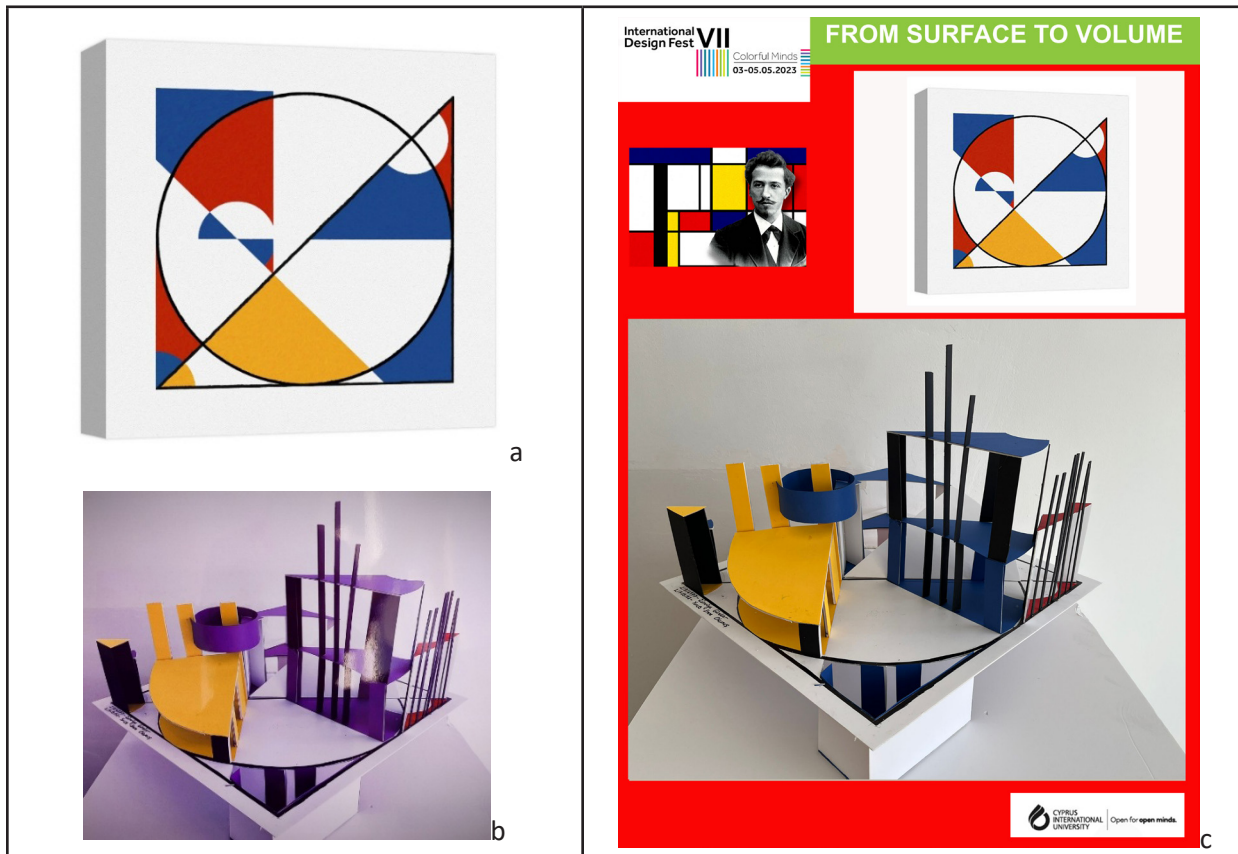 a
b
International
Design Fest VII
Colorful Minds
03-05.05.2023
FROM SURFACE TO VOLUME
CYPRUS
INTERNATIONAL
UNIVERSITY
Open for open minds.
c